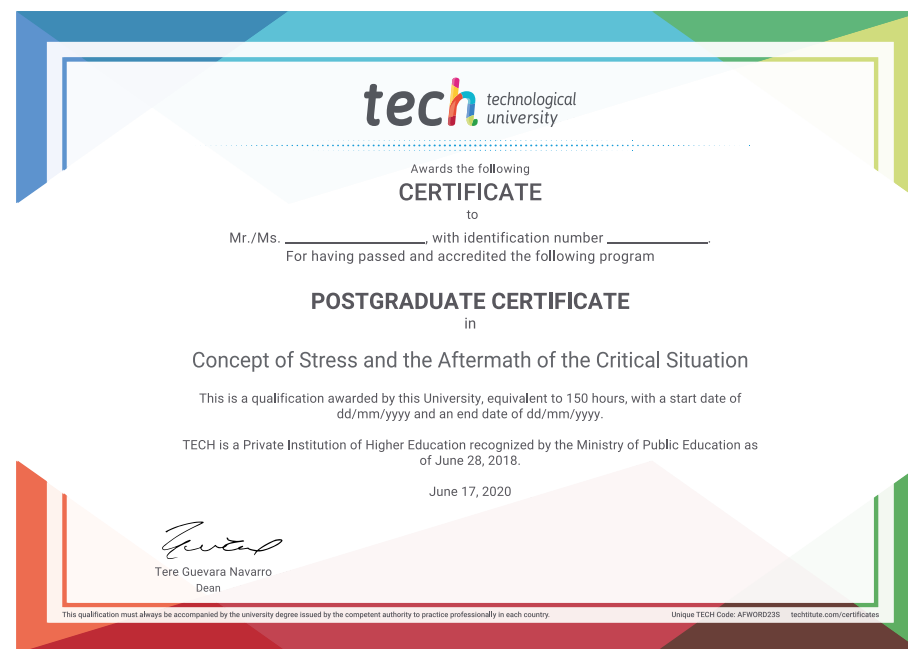 tech technological
university
Awards the following
CERTIFICATE
to
Mr./Ms. ____________________, with identification number ______________.
For having passed and accredited the following program
POSTGRADUATE CERTIFICATE
in
Concept of Stress and the Aftermath of the Critical Situation
This is a qualification awarded by this University, equivalent to 150 hours, with a start date of
dd/mm/yyyy and an end date of dd/mm/yyyy.
TECH is a Private Institution of Higher Education recognized by the Ministry of Public Education as
of June 28, 2018.
June 17, 2020
Tere Guevara Navarro
Dean
This qualification must always be accompanied by the university degree issued by the competent authority to practice professionally in each country. Unique TECH Code: AFWORD23S techtitute.com/certificates